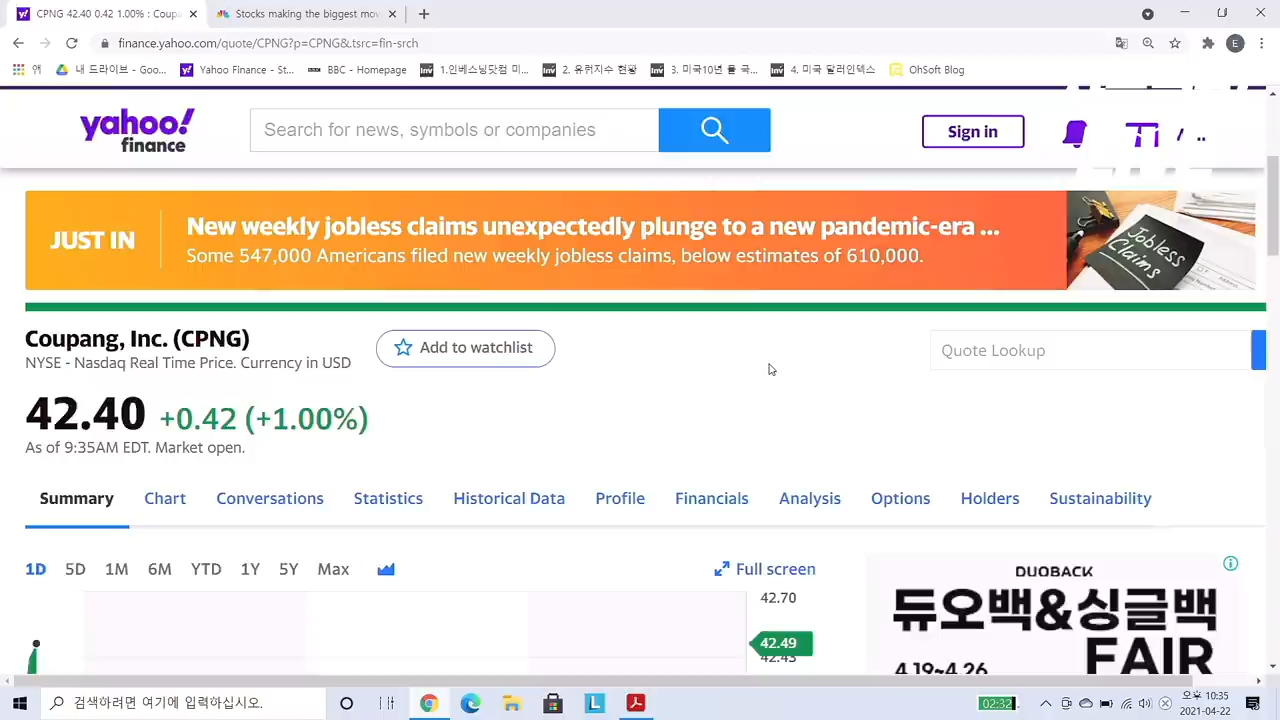 CPNG 42.40 0.42 1.00% : Coup
Stocks making the biggest mov
finance.yahoo.com/quote/CPNG?p=CPNG&.tsrc=fin-srch
E
앱
내 드라이브 - Goo...
Yahoo Finance - St...
BBC - Homepage
1.인베스팅닷컴 미...
2. 유럽지수 현황
3. 미국10년 물 국...
4. 미국 달러인덱스
OhSoft Blog
yahoo!
finance
Search for news, symbols or companies
Sign in
JUST IN
New weekly jobless claims unexpectedly plunge to a new pandemic-era ...
Some 547,000 Americans filed new weekly jobless claims, below estimates of 610,000.
Jobless
Claims
Coupang, Inc. (CPNG)
NYSE - Nasdaq Real Time Price. Currency in USD
Add to watchlist
Quote Lookup
42.40 +0.42 (+1.00%)
As of 9:35AM EDT. Market open.
Summary Chart Conversations Statistics Historical Data Profile Financials Analysis Options Holders Sustainability
1D 5D 1M 6M YTD 1Y 5Y Max
Full screen
42.70
42.49
42.43
DUOBACK
듀오백&싱글백
FAIR
4.19~4.26
검색하려면 여기에 입력하십시오.
02:32
오후 10:35
2021-04-22